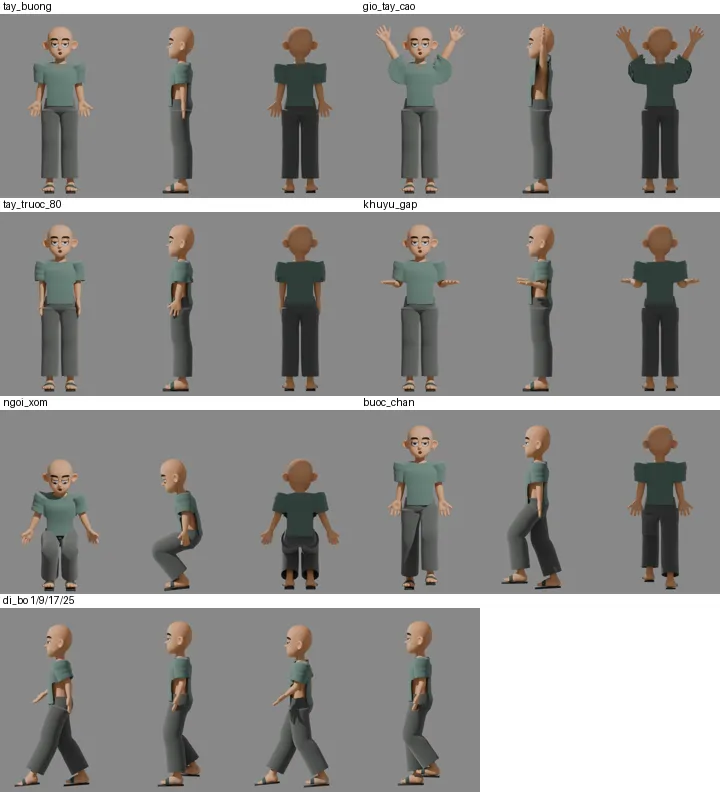 tay_buong
gio_tay_cao
tay_truoc_80
khuyu_gap
ngoi_xom
buoc_chan
di_bo 1/9/17/25